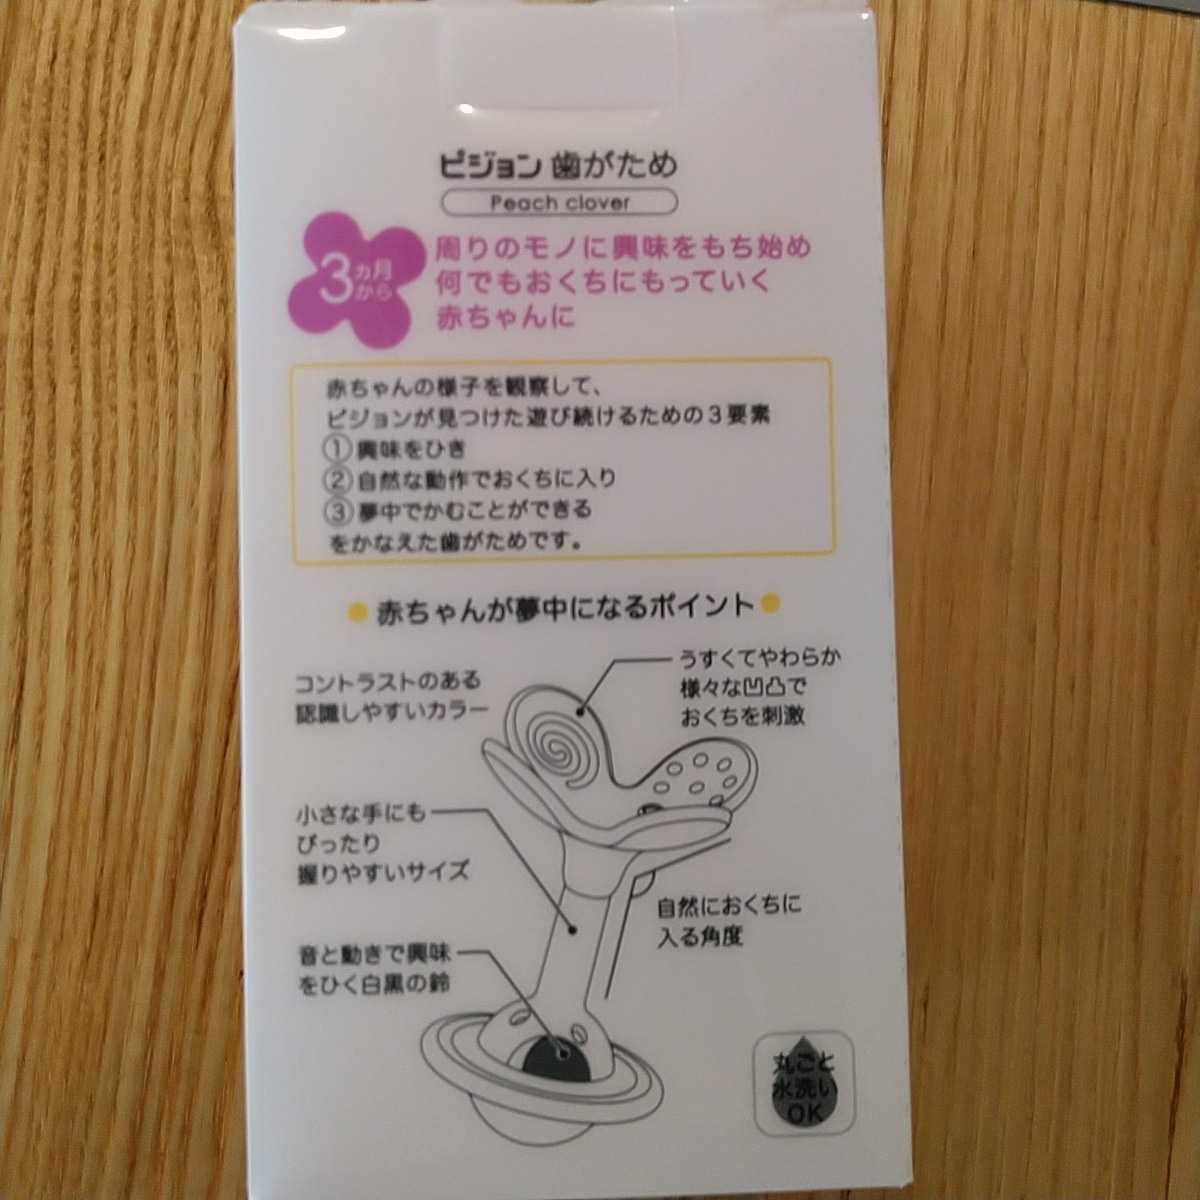 ピジョン 歯がため
Peach clover
3ヵ月
から
周りのモノに興味をもち始め
何でもおくちにもっていく
赤ちゃんに
赤ちゃんの様子を観察して、
ピジョンが見つけた遊び続けるための3要素
①興味をひき
②自然な動作でおくちに入り
③夢中でかむことができる
をかなえた歯がためです。
赤ちゃんが夢中になるポイント
コントラストのある
認識しやすいカラー
うすくてやわらか
様々な凹凸で
おくちを刺激
小さな手にも
ぴったり
握りやすいサイズ
自然におくちに
入る角度
音と動きで興味
をひく白黒の鈴
丸ごと
水洗い
OK